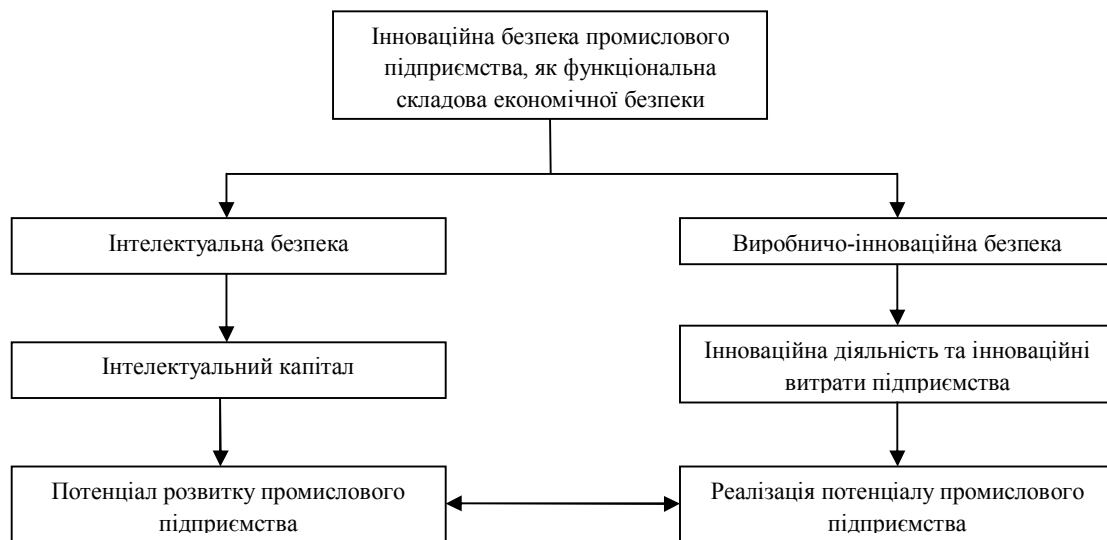 Інноваційна безпека промислового
підприємства, як функціональна
складова економічної безпеки
Інтелектуальна безпека
Виробничо-інноваційна безпека
Інтелектуальний капітал
Інноваційна діяльність та інноваційні
витрати підприємства
Потенціал розвитку промислового
підприємства
Реалізація потенціалу промислового
підприємства